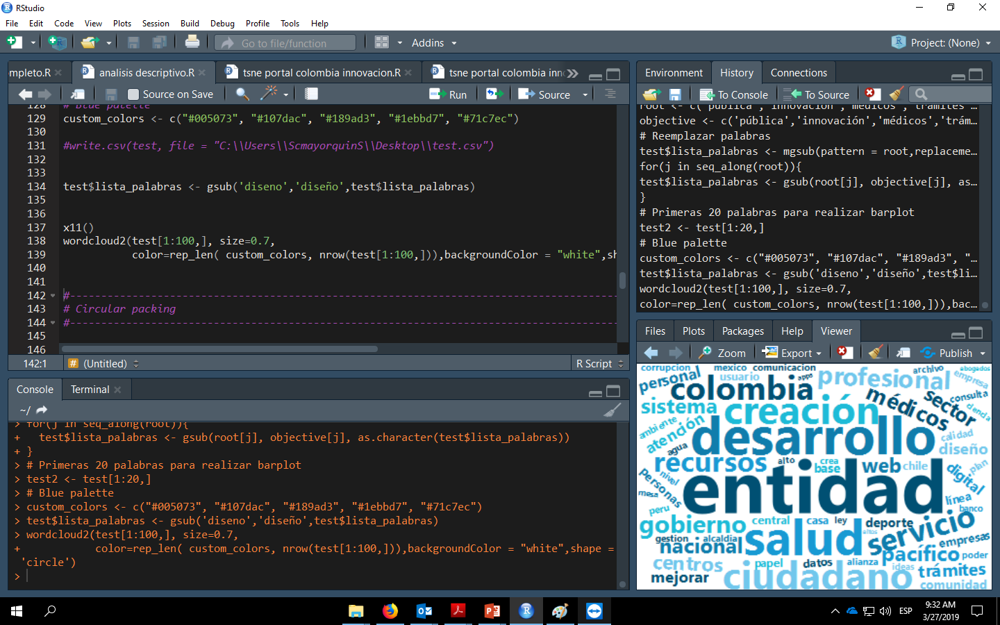 RStudio
File Edit Code View Plots Session Build Debug Profile Tools Help
Go to file/function
Addins
Project: (None)
mpleto.R
analisis descriptivo.R
tsne portal colombia innovacion.R
tsne portal colombia inno
Source on Save
Run
Source
128 # Blue palette
129 custom_colors <- c("#005073", "#107dac", "#189ad3", "#1ebbd7", "#71c7ec")
130
131 #write.csv(test, file = "C:\\Users\\ScmayorquinS\\Desktop\\test.csv")
132
133
134 test$lista_palabras <- gsub('diseno','diseño',test$lista_palabras)
135
136
137 x11()
138 wordcloud2(test[1:100,], size=0.7,
139 color=rep_len( custom_colors, nrow(test[1:100,])),backgroundColor = "white",sh
140
141
142 #----------------------------------------------------------------------------------------
143 # Circular packing
144 #----------------------------------------------------------------------------------------
145
146
142:1
# (Untitled)
R Script
Console
Terminal
~/
> for(j in seq_along(root)){
+ test$lista_palabras <- gsub(root[j], objective[j], as.character(test$lista_palabras))
+ }
> # Primeras 20 palabras para realizar barplot
> test2 <- test[1:20,]
> # Blue palette
> custom_colors <- c("#005073", "#107dac", "#189ad3", "#1ebbd7", "#71c7ec")
> test$lista_palabras <- gsub('diseno','diseño',test$lista_palabras)
> wordcloud2(test[1:100,], size=0.7,
+ color=rep_len( custom_colors, nrow(test[1:100,])),backgroundColor = "white",shape =
'circle')
>
Environment History Connections
To Console
To Source
root <- c('publica','innovacion','medicos','tramites'…
objective <- c('pública','innovación','médicos','trám…
# Reemplazar palabras
test$lista_palabras <- mgsub(pattern = root,replaceme…
for(j in seq_along(root)){
test$lista_palabras <- gsub(root[j], objective[j], as…
}
# Primeras 20 palabras para realizar barplot
test2 <- test[1:20,]
# Blue palette
custom_colors <- c("#005073", "#107dac", "#189ad3", "…
test$lista_palabras <- gsub('diseno','diseño',test$li…
wordcloud2(test[1:100,], size=0.7,
color=rep_len( custom_colors, nrow(test[1:100,])),bac…
Files Plots Packages Help Viewer
Zoom
Export
Publish
corrupcion
mexico
comunicacion
archivo
abogados
personal
usuario
apps
profesional
empresa
colombia
sector
consulta
sistema
creación
médicos
denda
ambiente
atención
desarrollo
calidad
agua
diseño
recursos
alto
crea
base
web
chile
plan
digital
personas
nivel
entidad
mesa
línea
peru
banco
gobierno
central
casa
ley
deporte
servicio
gestion
alcaldia
salud
altos
empresas
nacional
pacífico
poder
centros
papel
datos
alianza
ideas
trámites
mejorar
ciudadano
comunidad
ESP
9:32 AM
3/27/2019